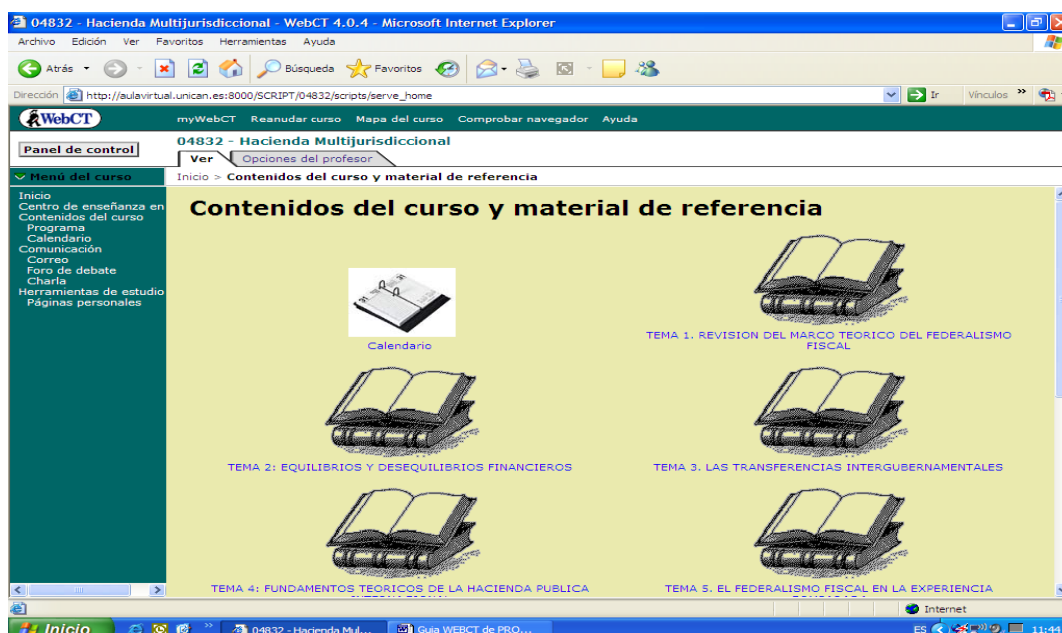 04832 - Hacienda Multijurisdiccional - WebCT 4.0.4 - Microsoft Internet Explorer
Archivo Edición Ver Favoritos Herramientas Ayuda
Atrás Búsqueda Favoritos
Dirección http://aulavirtual.unican.es:8000/SCRIPT/04832/scripts/serve_home Ir Vínculos »
WebCT myWebCT Reanudar curso Mapa del curso Comprobar navegador Ayuda
Panel de control
04832 - Hacienda Multijurisdiccional
Ver Opciones del profesor
Menú del curso
Inicio > Contenidos del curso y material de referencia
Inicio
Centro de enseñanza en
Contenidos del curso
Programa
Calendario
Comunicación
Correo
Foro de debate
Charla
Herramientas de estudio
Páginas personales
Contenidos del curso y material de referencia
Calendario
TEMA 1. REVISION DEL MARCO TEORICO DEL FEDERALISMO
FISCAL
TEMA 2: EQUILIBRIOS Y DESEQUILIBRIOS FINANCIEROS
TEMA 3. LAS TRANSFERENCIAS INTERGUBERNAMENTALES
TEMA 4: FUNDAMENTOS TEORICOS DE LA HACIENDA PUBLICA
TEMA 5. EL FEDERALISMO FISCAL EN LA EXPERIENCIA
Internet
Inicio » 04832 - Hacienda Mul... Guia WEBCT de PRO... ES 11:44